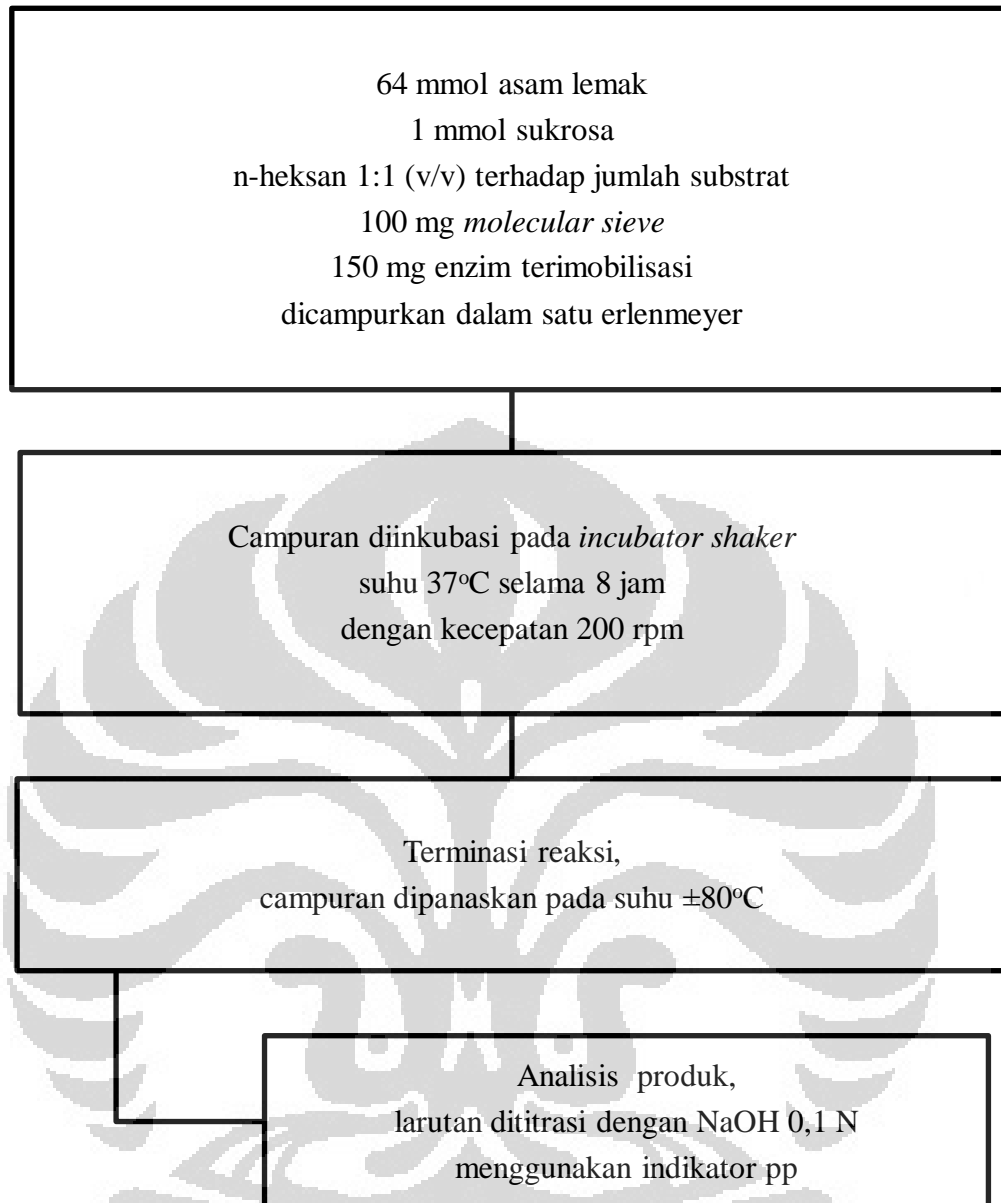 64 mmol asam lemak
1 mmol sukrosa
n-heksan 1:1 (v/v) terhadap jumlah substrat
100 mg molecular sieve
150 mg enzim terimobilisasi
dicampurkan dalam satu erlenmeyer
Campuran diinkubasi pada incubator shaker
suhu 37°C selama 8 jam
dengan kecepatan 200 rpm
Terminasi reaksi,
campuran dipanaskan pada suhu ±80°C
Analisis produk,
larutan dititrasi dengan NaOH 0,1 N
menggunakan indikator pp